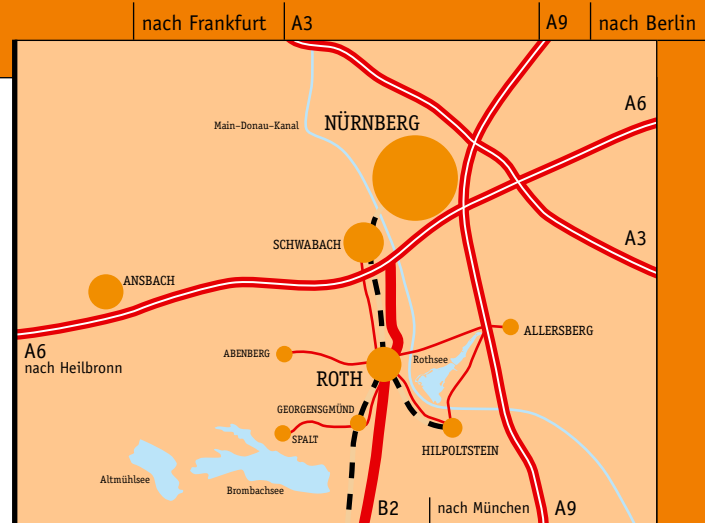 nach Frankfurt
A3
A9
nach Berlin
A6
Main–Donau–Kanal
NÜRNBERG
SCHWABACH
A3
ANSBACH
ALLERSBERG
A6
nach Heilbronn
ABENBERG
Rothsee
ROTH
GEORGENSGMÜND
SPALT
HILPOLTSTEIN
Altmühlsee
Brombachsee
B2
nach München
A9